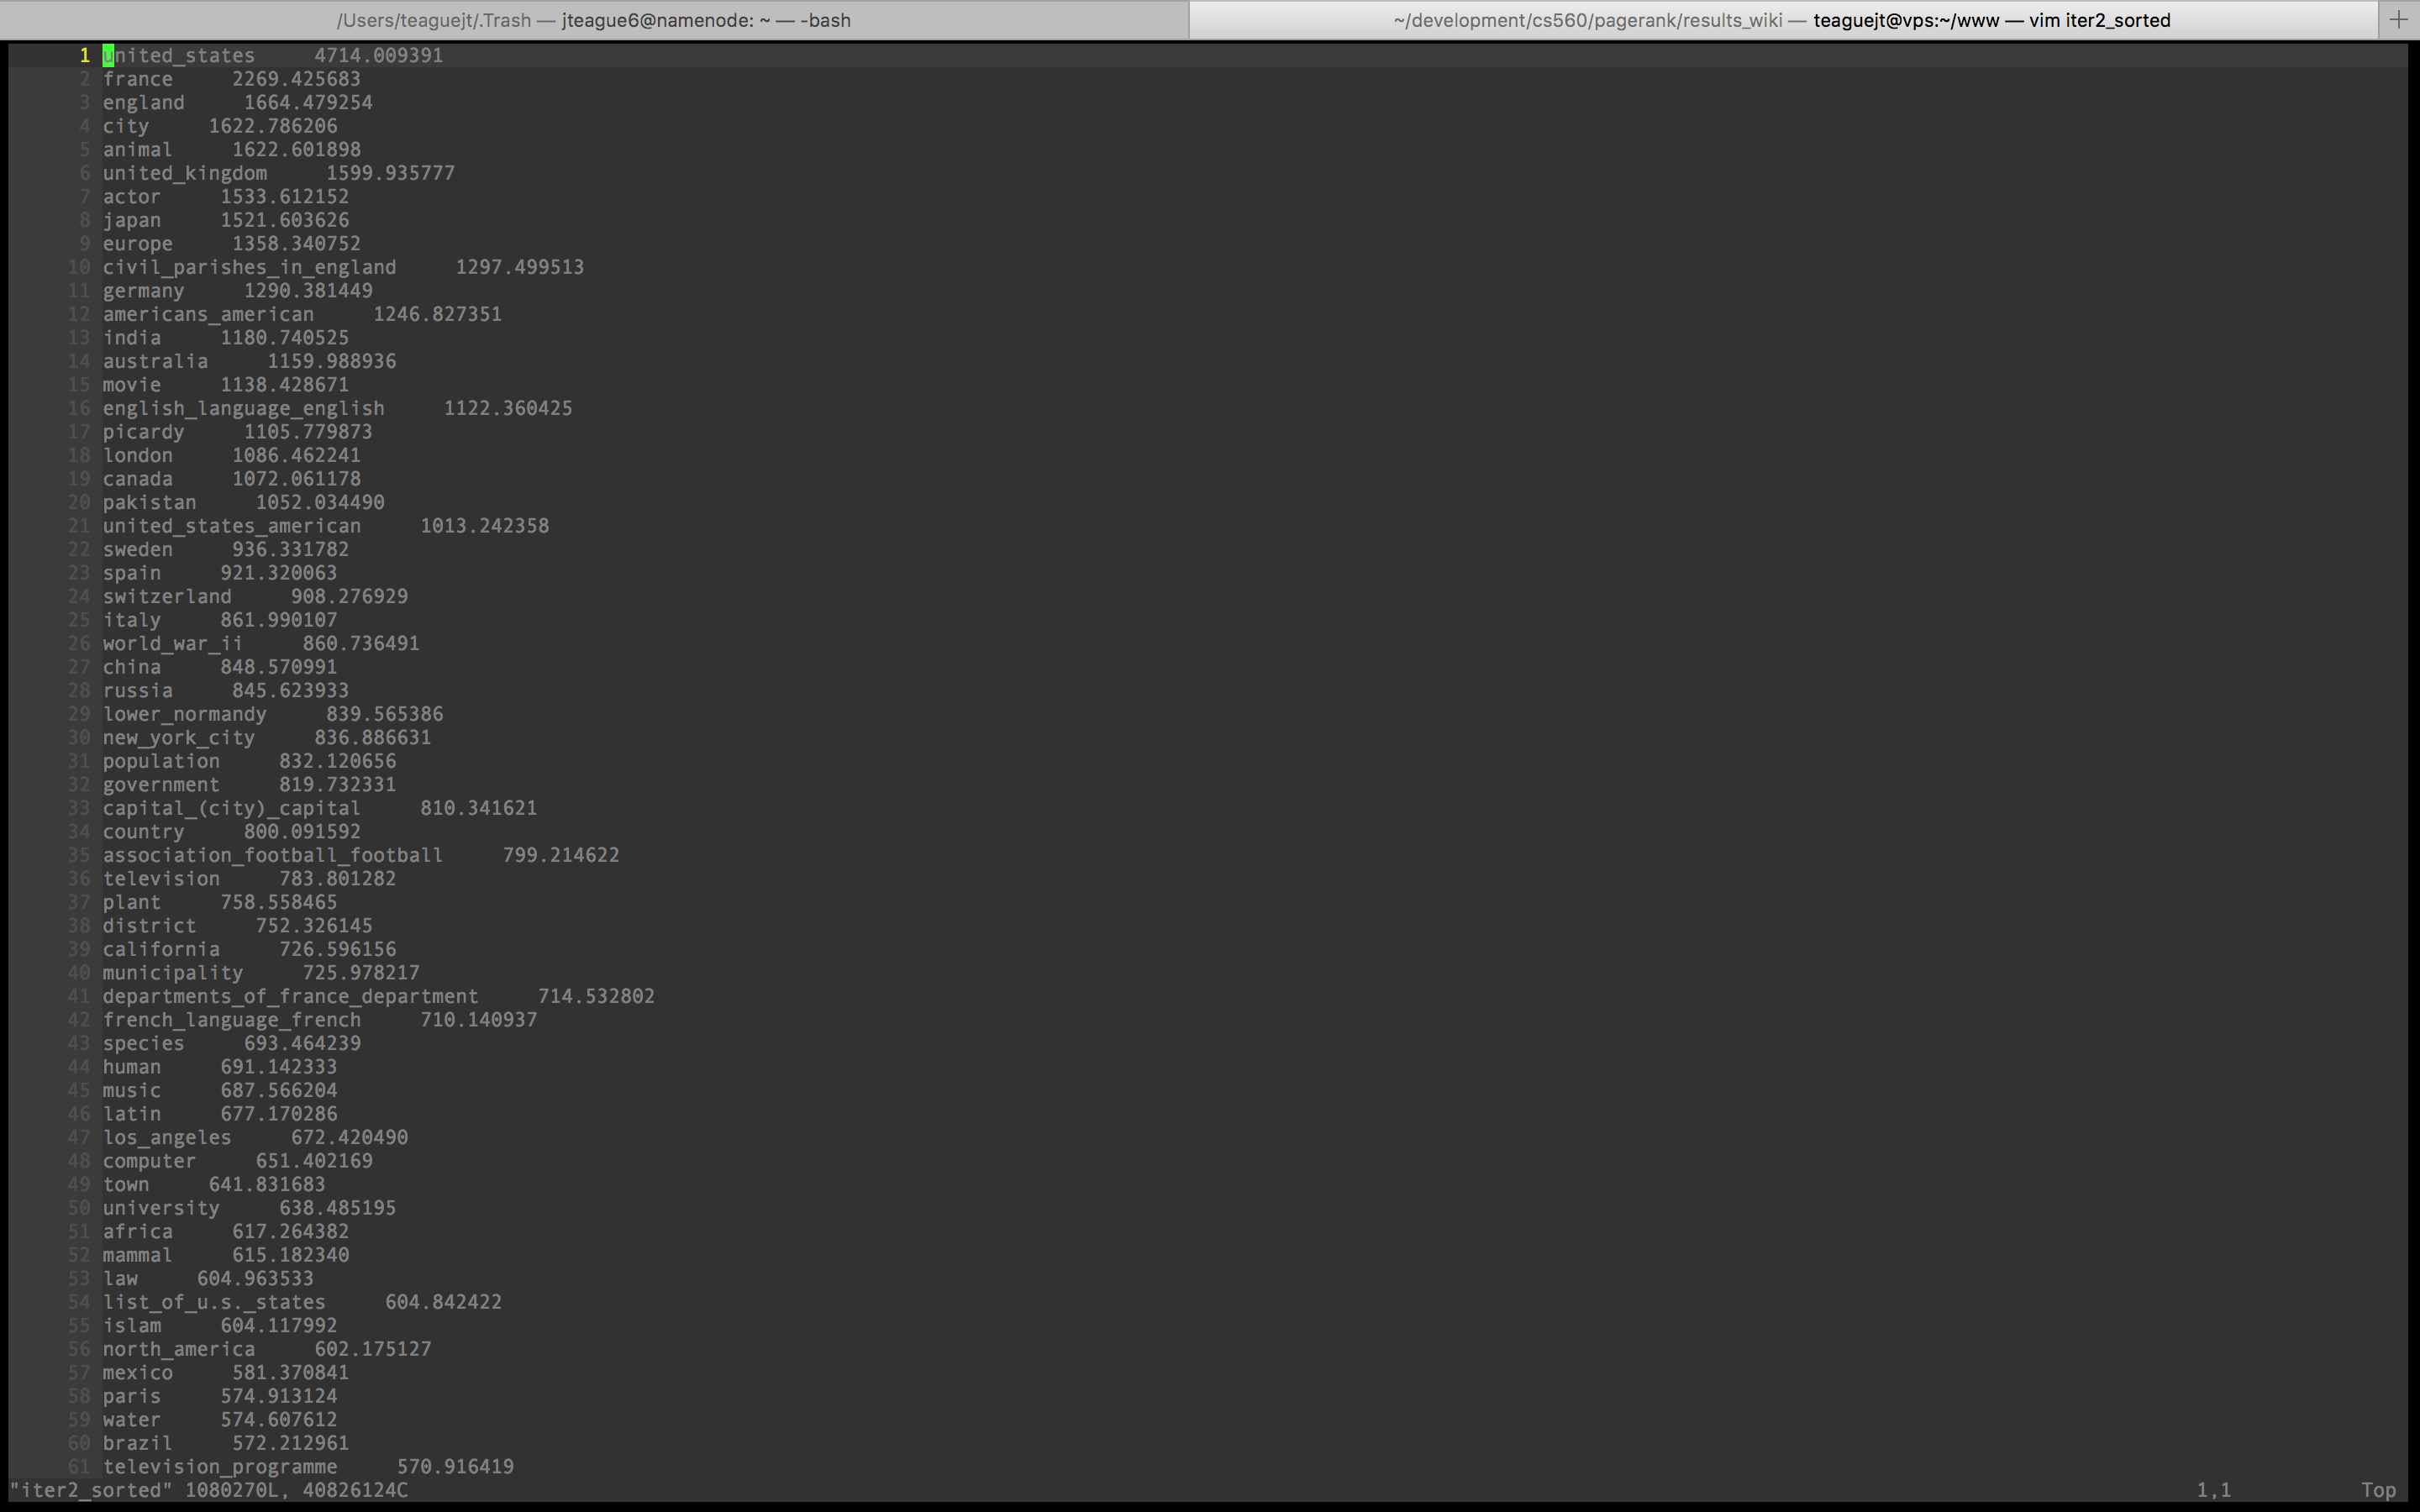 /Users/teaguejt/.Trash — jteague6@namenode: ~ — -bash
~/development/cs560/pagerank/results_wiki — teaguejt@vps:~/www — vim iter2_sorted
1 united_states 4714.009391
2 france 2269.425683
3 england 1664.479254
4 city 1622.786206
5 animal 1622.601898
6 united_kingdom 1599.935777
7 actor 1533.612152
8 japan 1521.603626
9 europe 1358.340752
10 civil_parishes_in_england 1297.499513
11 germany 1290.381449
12 americans_american 1246.827351
13 india 1180.740525
14 australia 1159.988936
15 movie 1138.428671
16 english_language_english 1122.360425
17 picardy 1105.779873
18 london 1086.462241
19 canada 1072.061178
20 pakistan 1052.034490
21 united_states_american 1013.242358
22 sweden 936.331782
23 spain 921.320063
24 switzerland 908.276929
25 italy 861.990107
26 world_war_ii 860.736491
27 china 848.570991
28 russia 845.623933
29 lower_normandy 839.565386
30 new_york_city 836.886631
31 population 832.120656
32 government 819.732331
33 capital_(city)_capital 810.341621
34 country 800.091592
35 association_football_football 799.214622
36 television 783.801282
37 plant 758.558465
38 district 752.326145
39 california 726.596156
40 municipality 725.978217
41 departments_of_france_department 714.532802
42 french_language_french 710.140937
43 species 693.464239
44 human 691.142333
45 music 687.566204
46 latin 677.170286
47 los_angeles 672.420490
48 computer 651.402169
49 town 641.831683
50 university 638.485195
51 africa 617.264382
52 mammal 615.182340
53 law 604.963533
54 list_of_u.s._states 604.842422
55 islam 604.117992
56 north_america 602.175127
57 mexico 581.370841
58 paris 574.913124
59 water 574.607612
60 brazil 572.212961
61 television_programme 570.916419
"iter2_sorted" 1080270L, 40826124C 1,1 Top